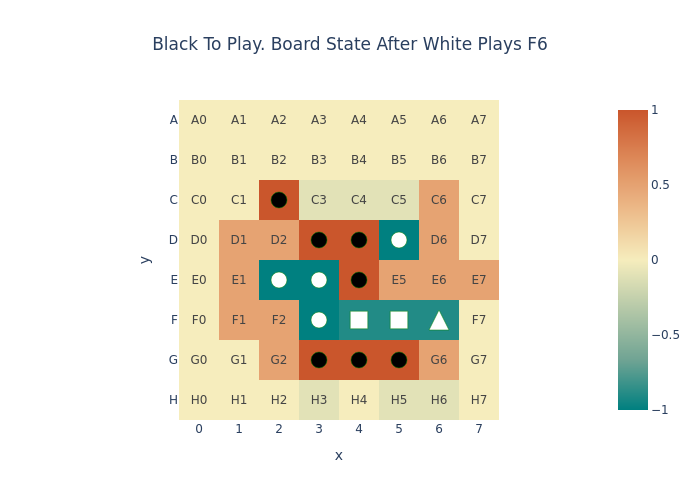 Black To Play. Board State After White Plays F6
A A0 A1 A2 A3 A4 A5 A6 A7
B B0 B1 B2 B3 B4 B5 B6 B7
C C0 C1 C3 C4 C5 C6 C7
D D0 D1 D2 D6 D7
E E0 E1 E5 E6 E7
F F0 F1 F2 F7
G G0 G1 G2 G6 G7
H H0 H1 H2 H3 H4 H5 H6 H7
0 1 2 3 4 5 6 7
x
y
1
0.5
0
−0.5
−1